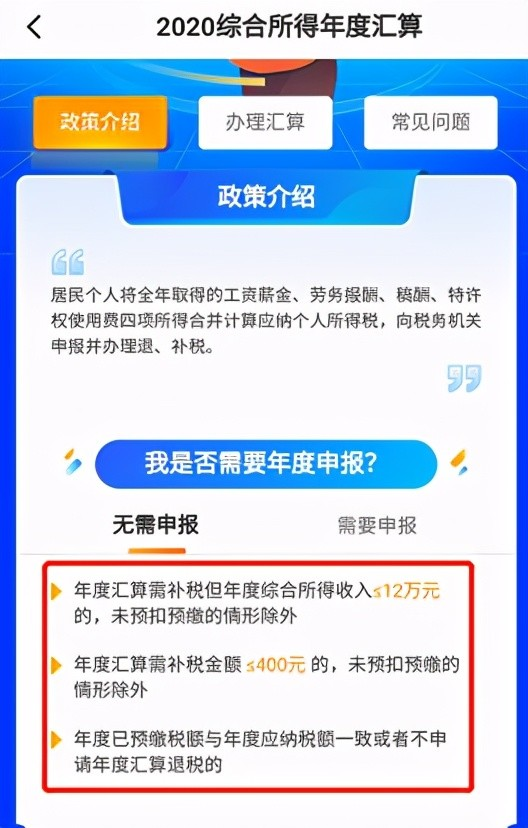 2020综合所得年度汇算
政策介绍
办理汇算
常见问题
政策介绍
居民个人将全年取得的工资薪金、劳务报酬、稿酬、特许
权使用费四项所得合并计算应纳个人所得税，向税务机关
申报并办理退、补税。
我是否需要年度申报？
无需申报
需要申报
年度汇算需补税但年度综合所得收入≤12万元
的，未预扣预缴的情形除外
年度汇算需补税金额 ≤400元 的，未预扣预缴的
情形除外
年度已预缴税额与年度应纳税额一致或者不申
请年度汇算退税的